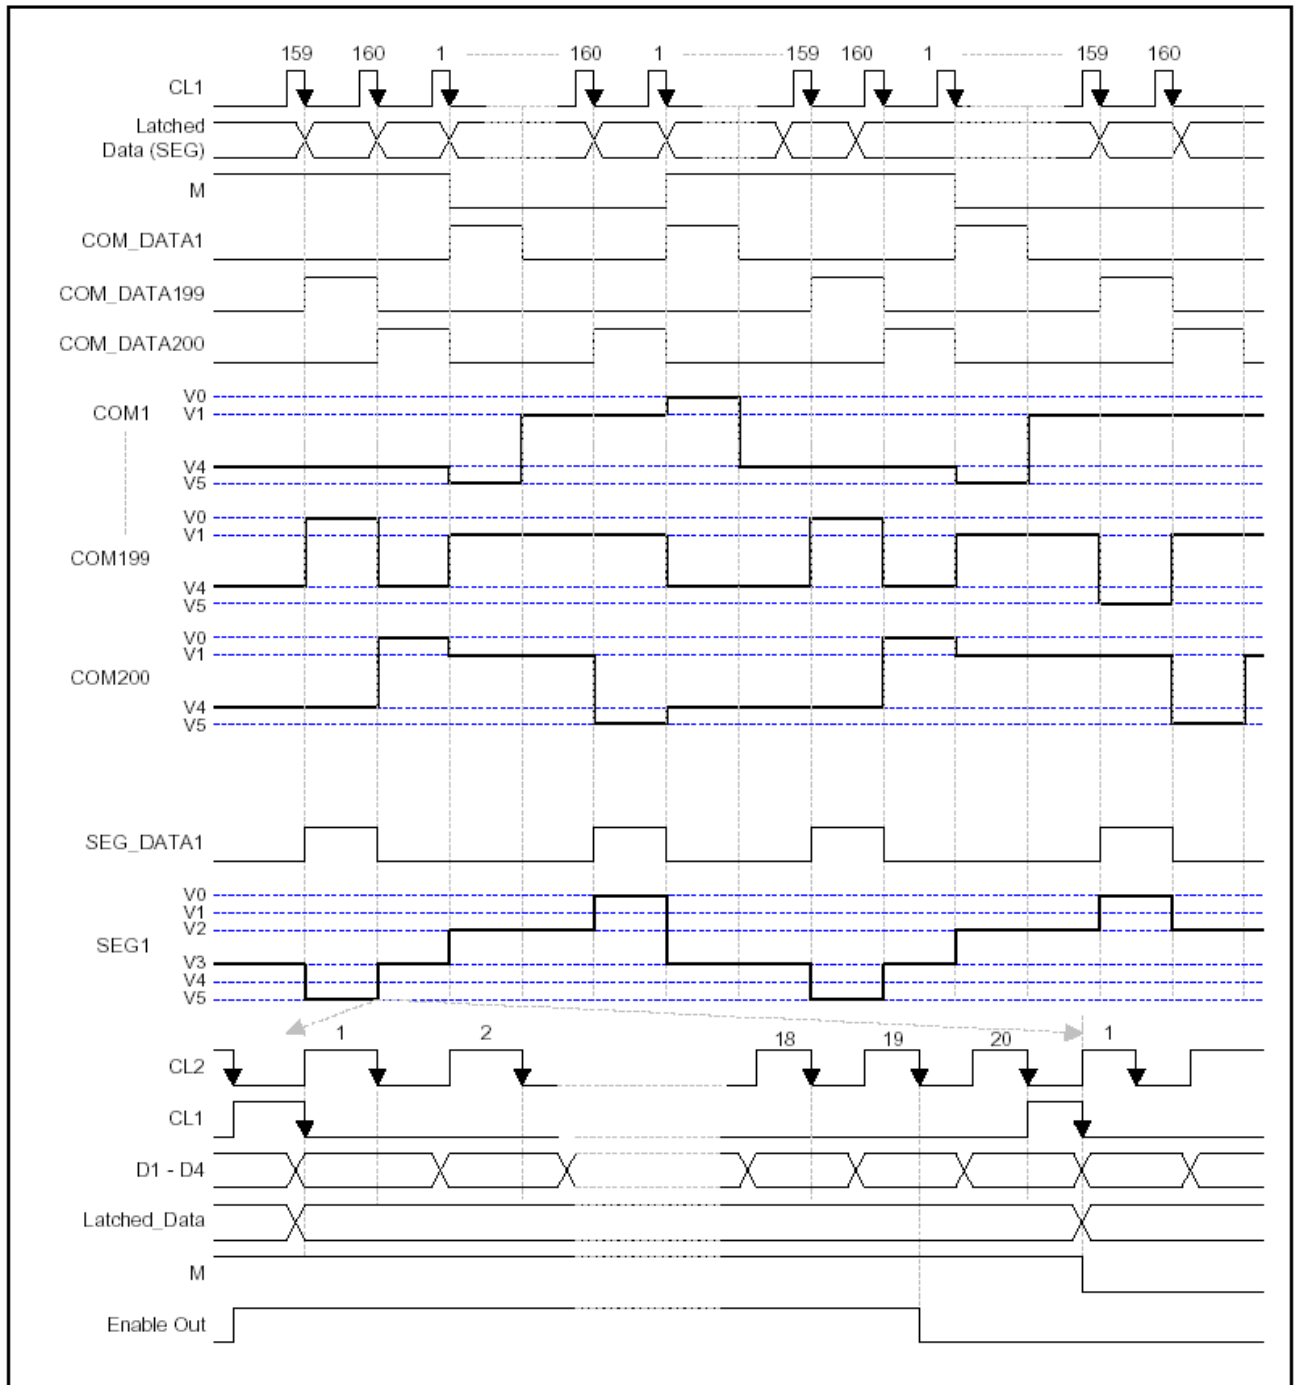 159 160 1 160 1 159 160 1 159 160
CL1
Latched
Data (SEG)
M
COM_DATA1
COM_DATA199
COM_DATA200
V0
COM1
V1
V4
V5
V0
V1
COM199
V4
V5
V0
V1
COM200
V4
V5
SEG_DATA1
V0
V1
V2
SEG1
V3
V4
V5
1 2 18 19 20 1
CL2
CL1
D1 - D4
Latched_Data
M
Enable Out